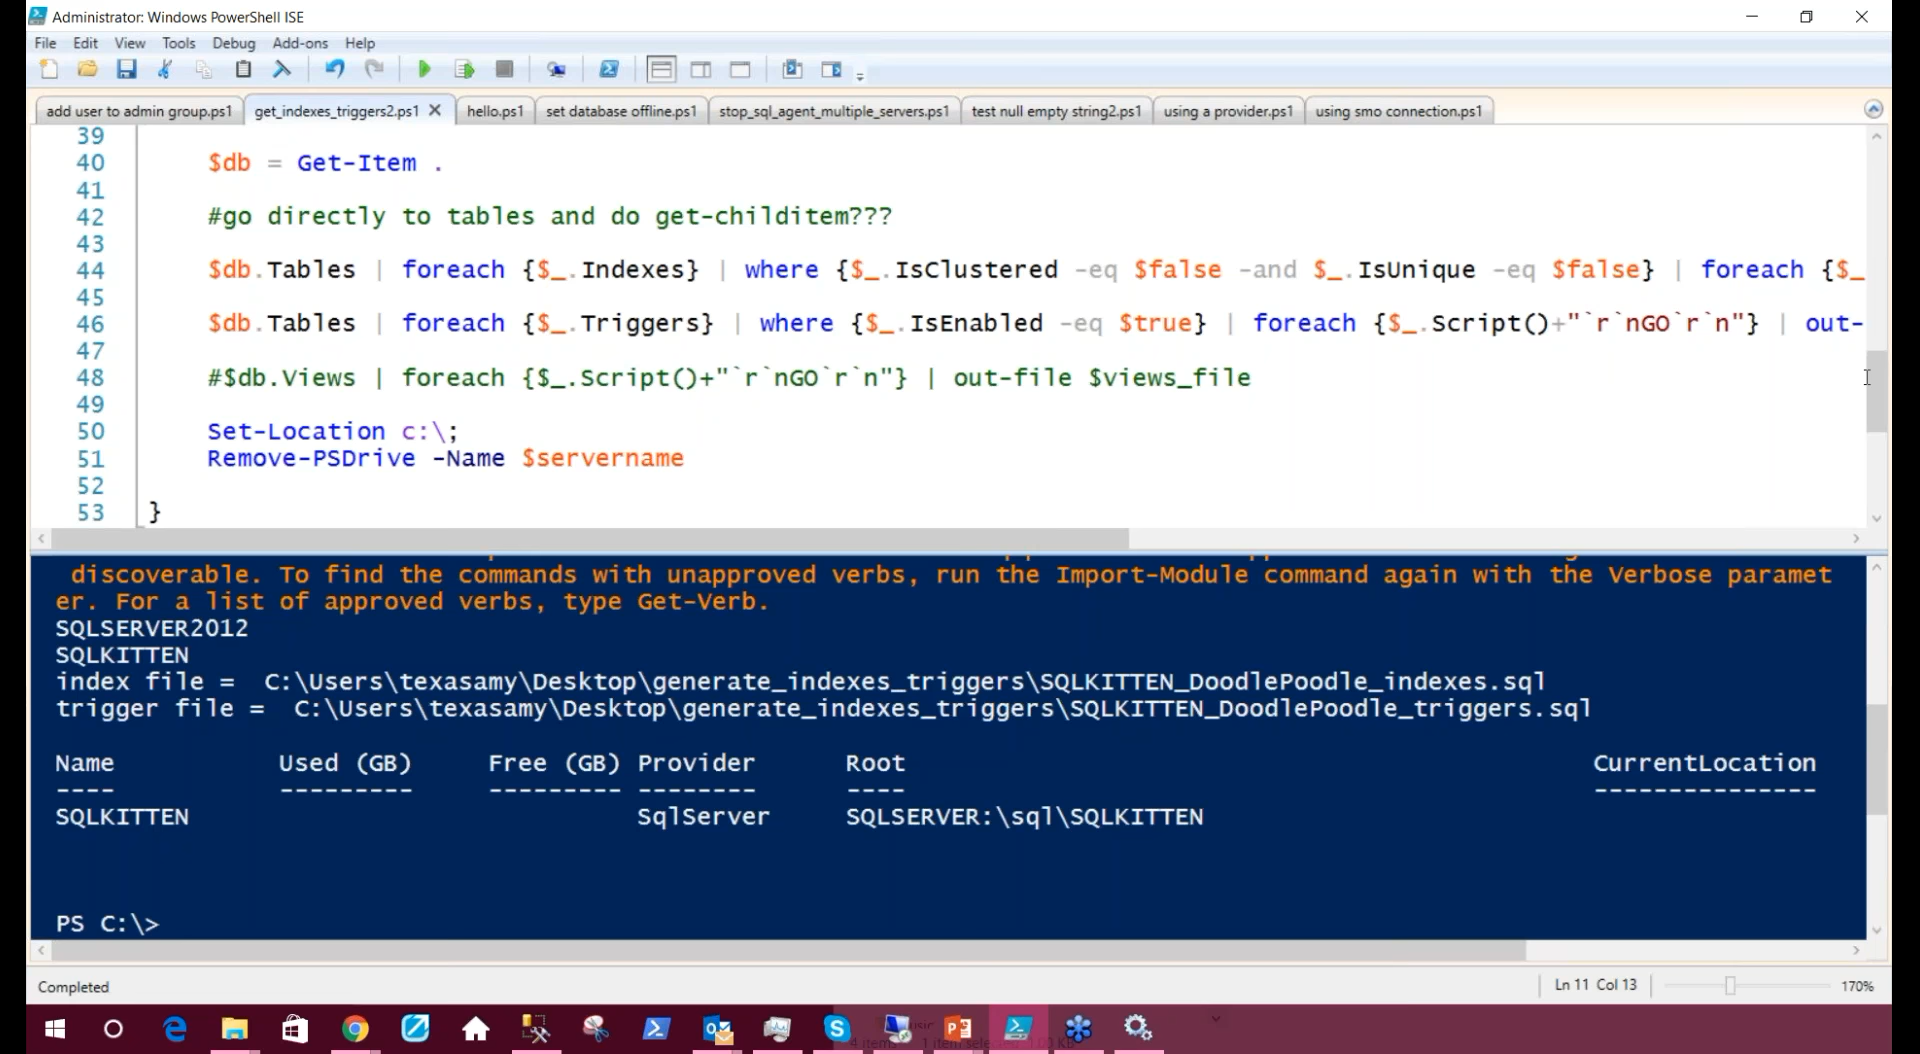 Administrator: Windows PowerShell ISE
File Edit View Tools Debug Add-ons Help
add user to admin group.ps1 get_indexes_triggers2.ps1 hello.ps1 set database offline.ps1 stop_sql_agent_multiple_servers.ps1 test null empty string2.ps1 using a provider.ps1 using smo connection.ps1
39
40 $db = Get-Item .
41
42 #go directly to tables and do get-childitem???
43
44 $db.Tables | foreach {$_.Indexes} | where {$_.IsClustered -eq $false -and $_.IsUnique -eq $false} | foreach {$_
45
46 $db.Tables | foreach {$_.Triggers} | where {$_.IsEnabled -eq $true} | foreach {$_.Script()+"`r`nGO`r`n"} | out-
47
48 #$db.Views | foreach {$_.Script()+"`r`nGO`r`n"} | out-file $views_file
49
50 Set-Location c:\;
51 Remove-PSDrive -Name $servername
52
53 }
discoverable. To find the commands with unapproved verbs, run the Import-Module command again with the Verbose paramet
er. For a list of approved verbs, type Get-Verb.
SQLSERVER2012
SQLKITTEN
index file =  C:\Users\texasamy\Desktop\generate_indexes_triggers\SQLKITTEN_DoodlePoodle_indexes.sql
trigger file =  C:\Users\texasamy\Desktop\generate_indexes_triggers\SQLKITTEN_DoodlePoodle_triggers.sql
Name Used (GB) Free (GB) Provider Root CurrentLocation
---- --------- --------- -------- ---- ---------------
SQLKITTEN SqlServer SQLSERVER:\sql\SQLKITTEN
PS C:\>
Completed Ln 11 Col 13 170%